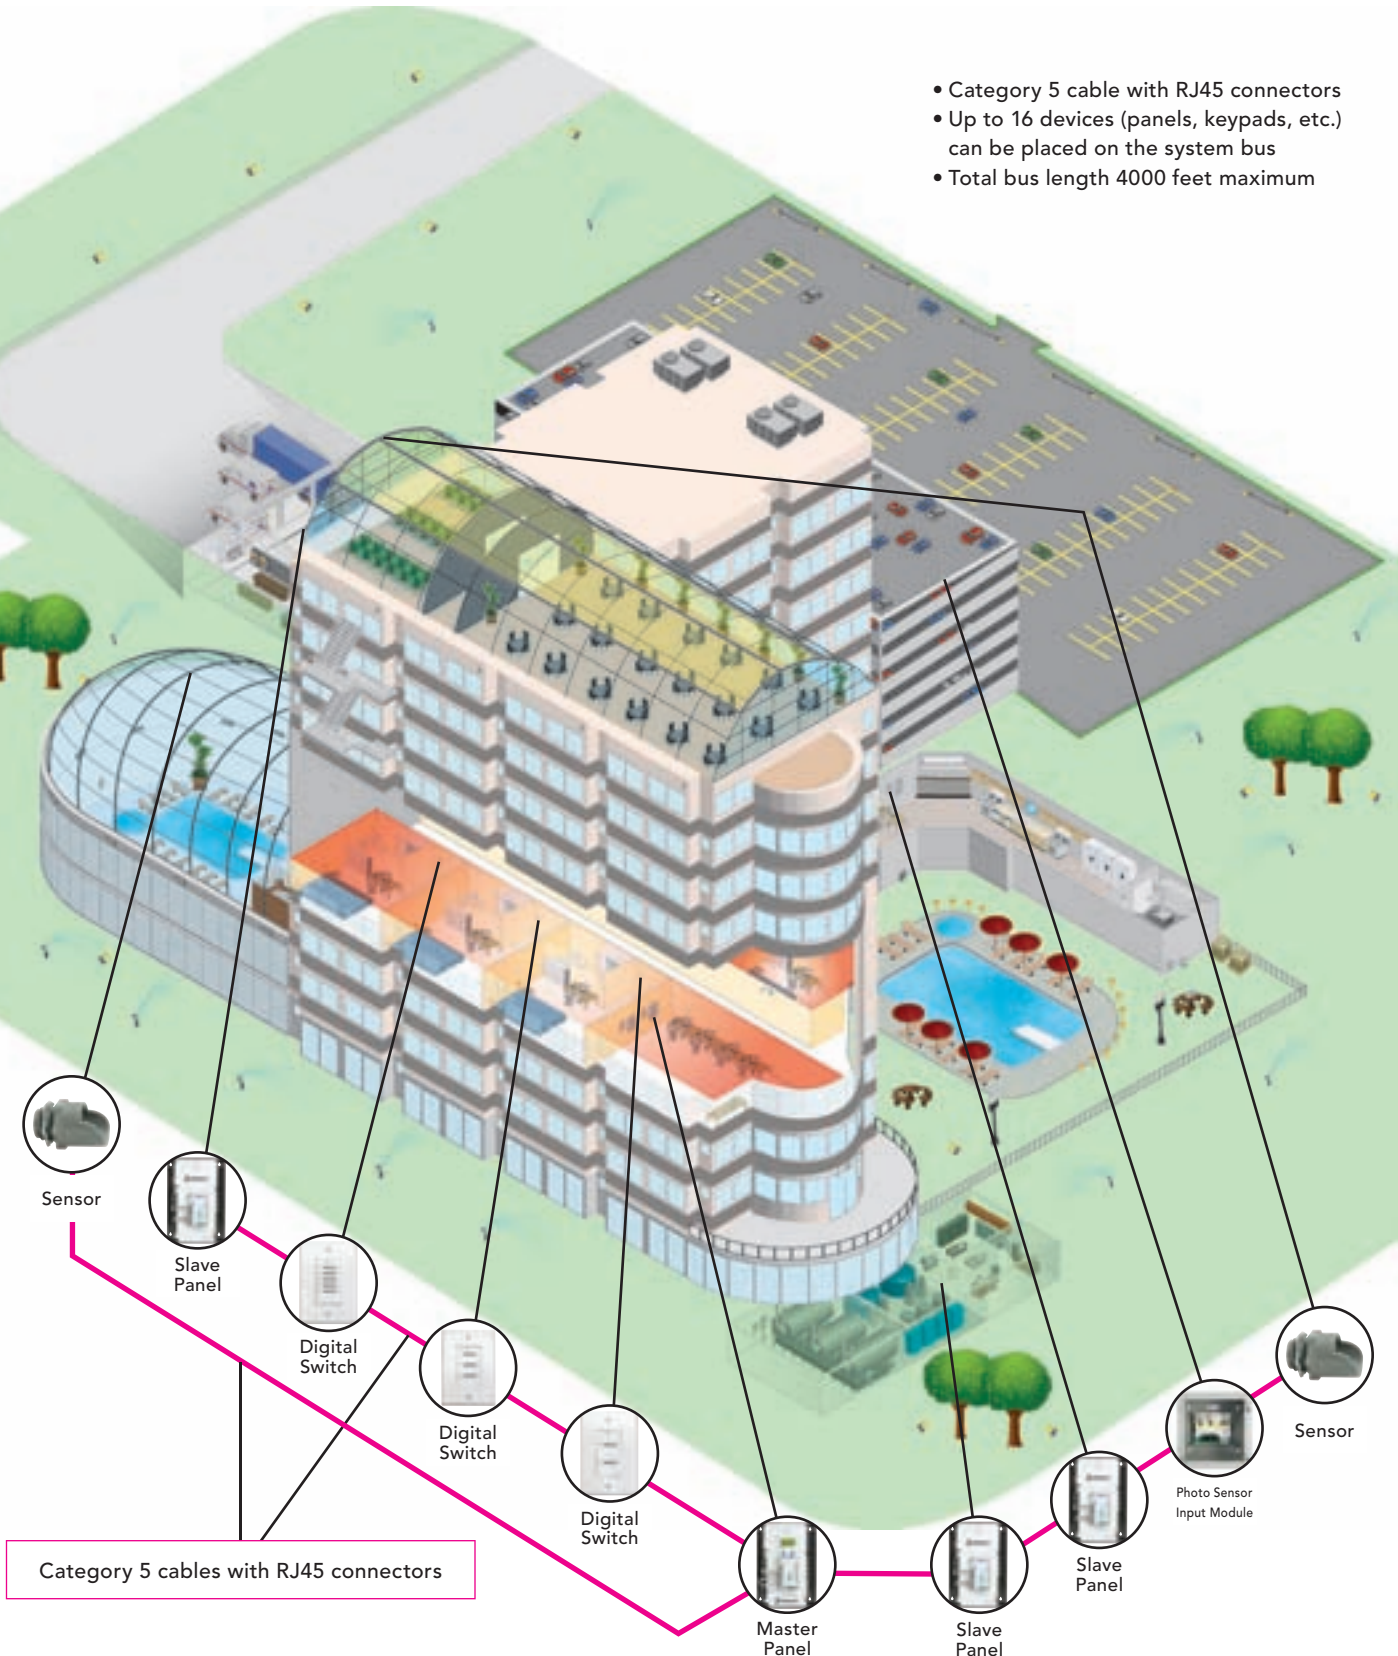 • Category 5 cable with RJ45 connectors
• Up to 16 devices (panels, keypads, etc.)
can be placed on the system bus
• Total bus length 4000 feet maximum
Sensor
Slave
Panel
Digital
Switch
Digital
Switch
Digital
Switch
Master
Panel
Slave
Panel
Slave
Panel
Photo Sensor
Input Module
Sensor
Category 5 cables with RJ45 connectors